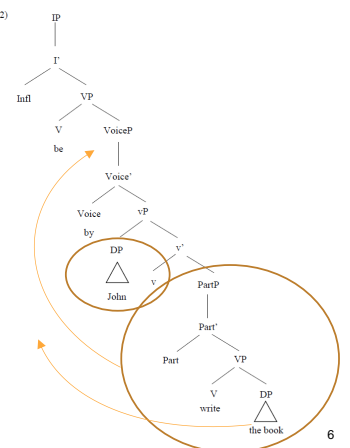 2) IP
I'
Infl VP
V VoiceP
be
Voice'
Voice vP
by
DP v'
John v PartP
Part'
Part VP
V DP
write
the book
6